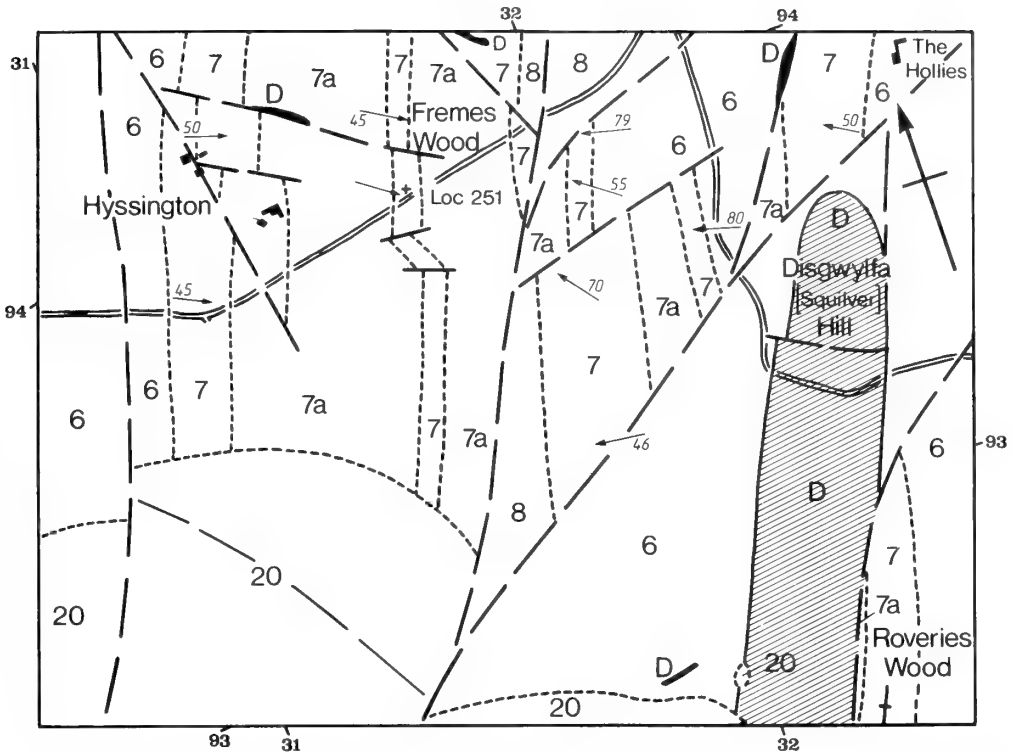 32
94
31
6
7
7a
7
7a
D
7
8
8
6
D
7
The
Hollies
6
D
45
Fremes
Wood
6
50
79
50
7
6
55
Loc 251
Hyssington
7
80
7a
D
7a
70
Disgwylfa
[Squilver]
Hill
45
7a
7
94
7
6
7
7a
6
7
7a
46
6
93
D
8
6
7
20
7a
20
Roveries
Wood
D
20
20
93
31
32